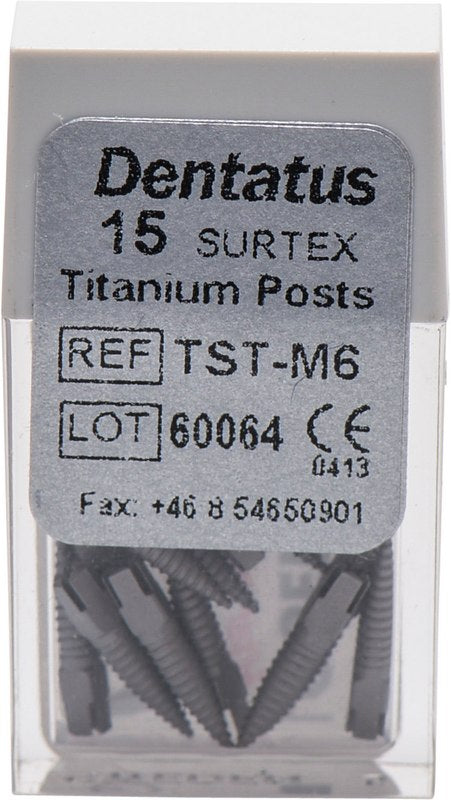 Dentatus
15 SURTEX
Titanium Posts
REF TST-M6
LOT 60064 CE
0413
Fax: +46 8 54650901